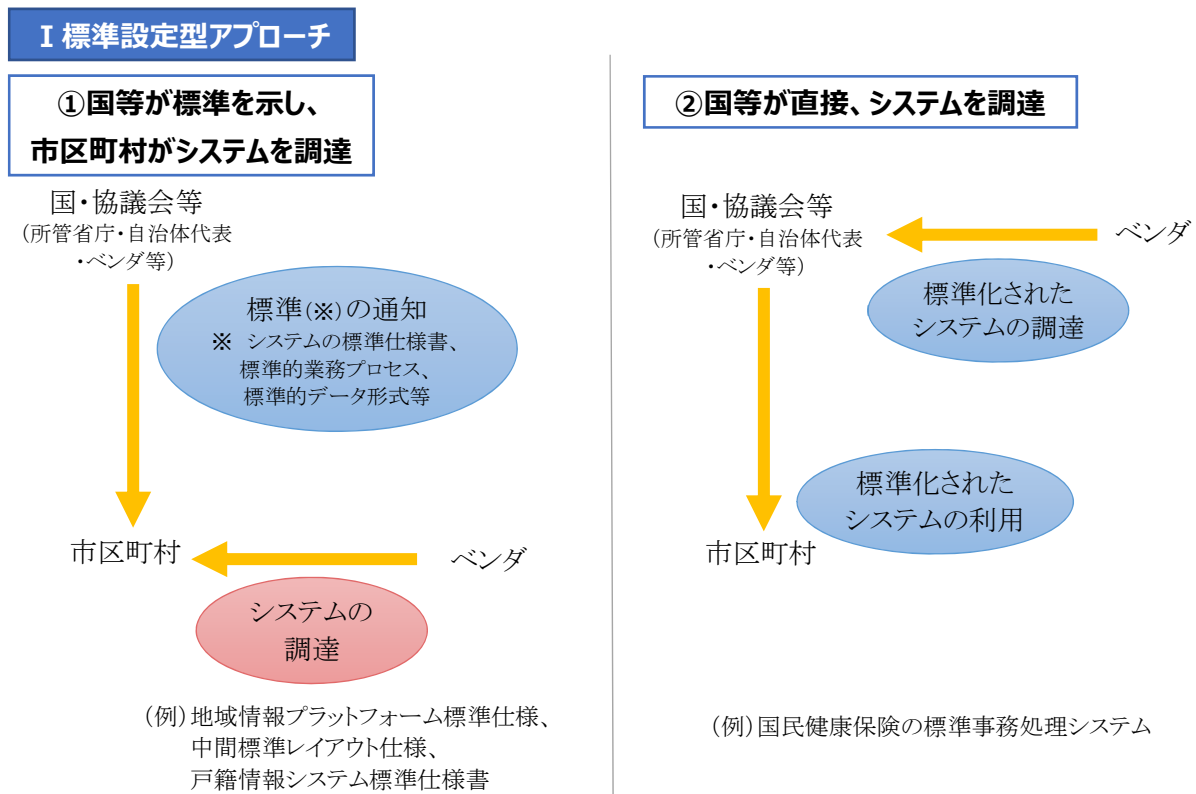 Ⅰ標準設定型アプローチ
①国等が標準を示し、
市区町村がシステムを調達
国・協議会等
(所管省庁・自治体代表
・ベンダ等)
標準(※)の通知
※ システムの標準仕様書、
標準的業務プロセス、
標準的データ形式等
市区町村
ベンダ
システムの
調達
(例)地域情報プラットフォーム標準仕様、
中間標準レイアウト仕様、
戸籍情報システム標準仕様書
②国等が直接、システムを調達
国・協議会等
(所管省庁・自治体代表
・ベンダ等)
ベンダ
標準化された
システムの調達
標準化された
システムの利用
市区町村
(例)国民健康保険の標準事務処理システム